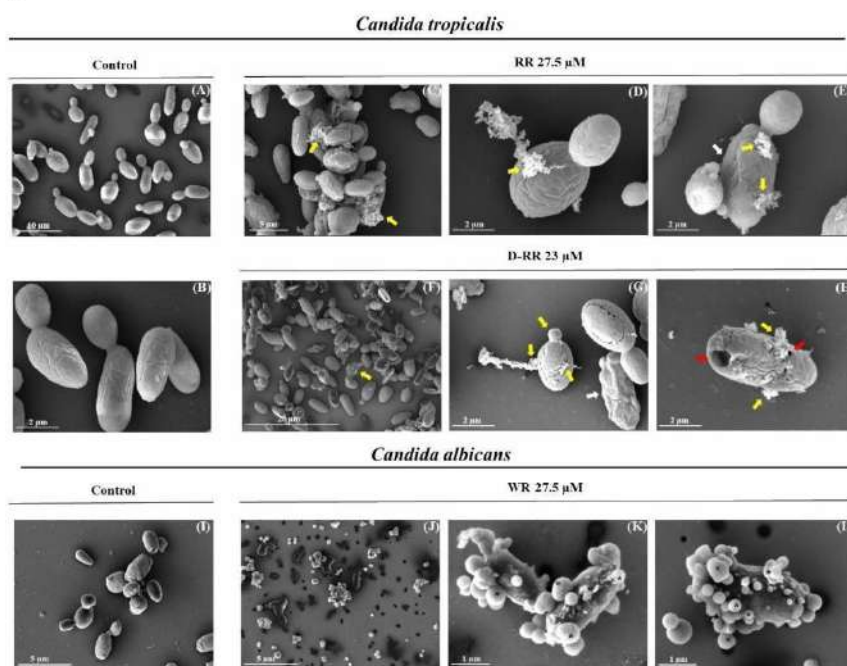 Candida tropicalis
Control
RR 27.5 µM
(A) (C) (D) (E
10 µm 5 µm 2 µm 2 µm
D-RR 23 µM
(B) (F) (G) (H
2 µm 20 µm 2 µm 2 µm
Candida albicans
Control
WR 27.5 µM
(I) (J) (K) (L
5 µm 5 µm 1 µm 1 µm